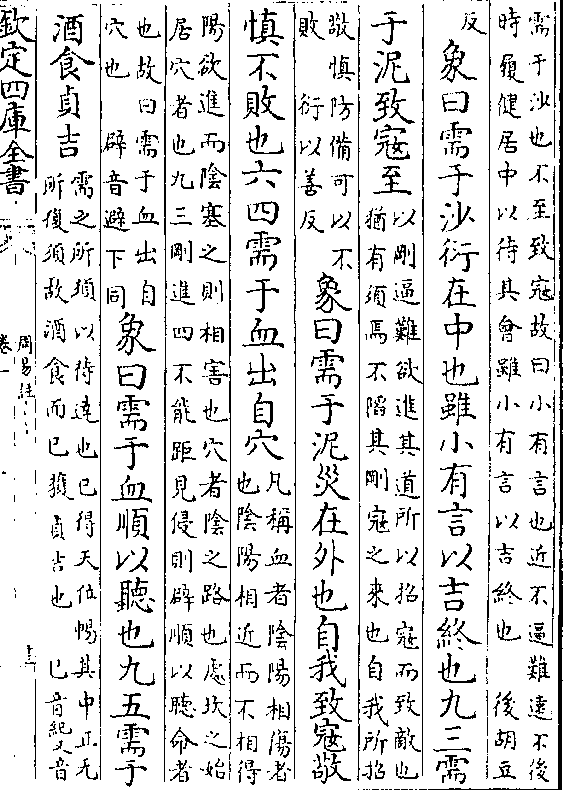 需于沙也不至致寇故曰小有言也近不逼難遠不後
時履健居中以待其會雖小有言以吉終也　後胡豆
反　象曰需于沙衍在中也雖小有言以吉終也九三需
于泥致寇至
以剛逼難欲進其道所以招寇而致敵也
猶有須焉不陷其剛寇之來也自我所招
敬慎防備可以不
敗　衍以善反
象曰需于泥災在外也自我致寇敬
慎不敗也六四需于血出自穴
凡稱血者陰陽相傷者
也陰陽相近而不相得
陽欲進而陰塞之則相害也穴者陰之路也處坎之始
居穴者也九三剛進四不能距見侵則辟順以聽命者
也故曰需于血出自
穴也　辟音避下同
象曰需于血順以聽也九五需于
酒食貞吉
需之所須以待達也已得天位暢其中正无
所復須故酒食而已獲貞吉也　已音紀又音
欽定四庫全書
周易註
卷一
十三